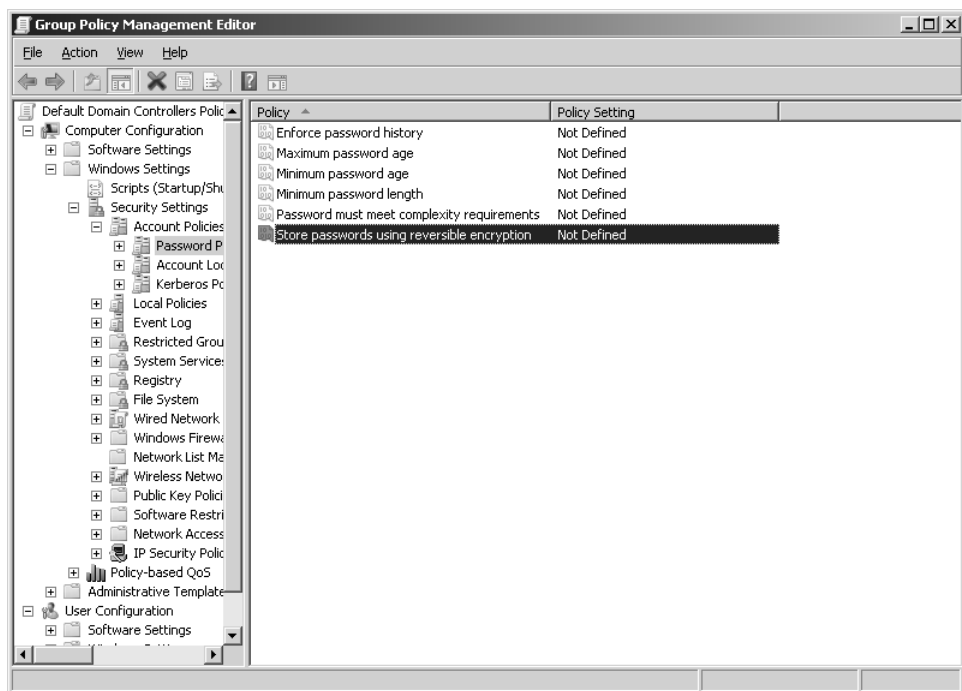 Group Policy Management Editor
File Action View Help
Default Domain Controllers Polic
Computer Configuration
Software Settings
Windows Settings
Scripts (Startup/Shu
Security Settings
Account Policies
Password P
Account Loc
Kerberos Po
Local Policies
Event Log
Restricted Grou
System Services
Registry
File System
Wired Network
Windows Firewa
Network List Ma
Wireless Netwo
Public Key Polici
Software Restri
Network Access
IP Security Polic
Policy-based QoS
Administrative Template
User Configuration
Software Settings
Policy Policy Setting
Enforce password history Not Defined
Maximum password age Not Defined
Minimum password age Not Defined
Minimum password length Not Defined
Password must meet complexity requirements Not Defined
Store passwords using reversible encryption Not Defined